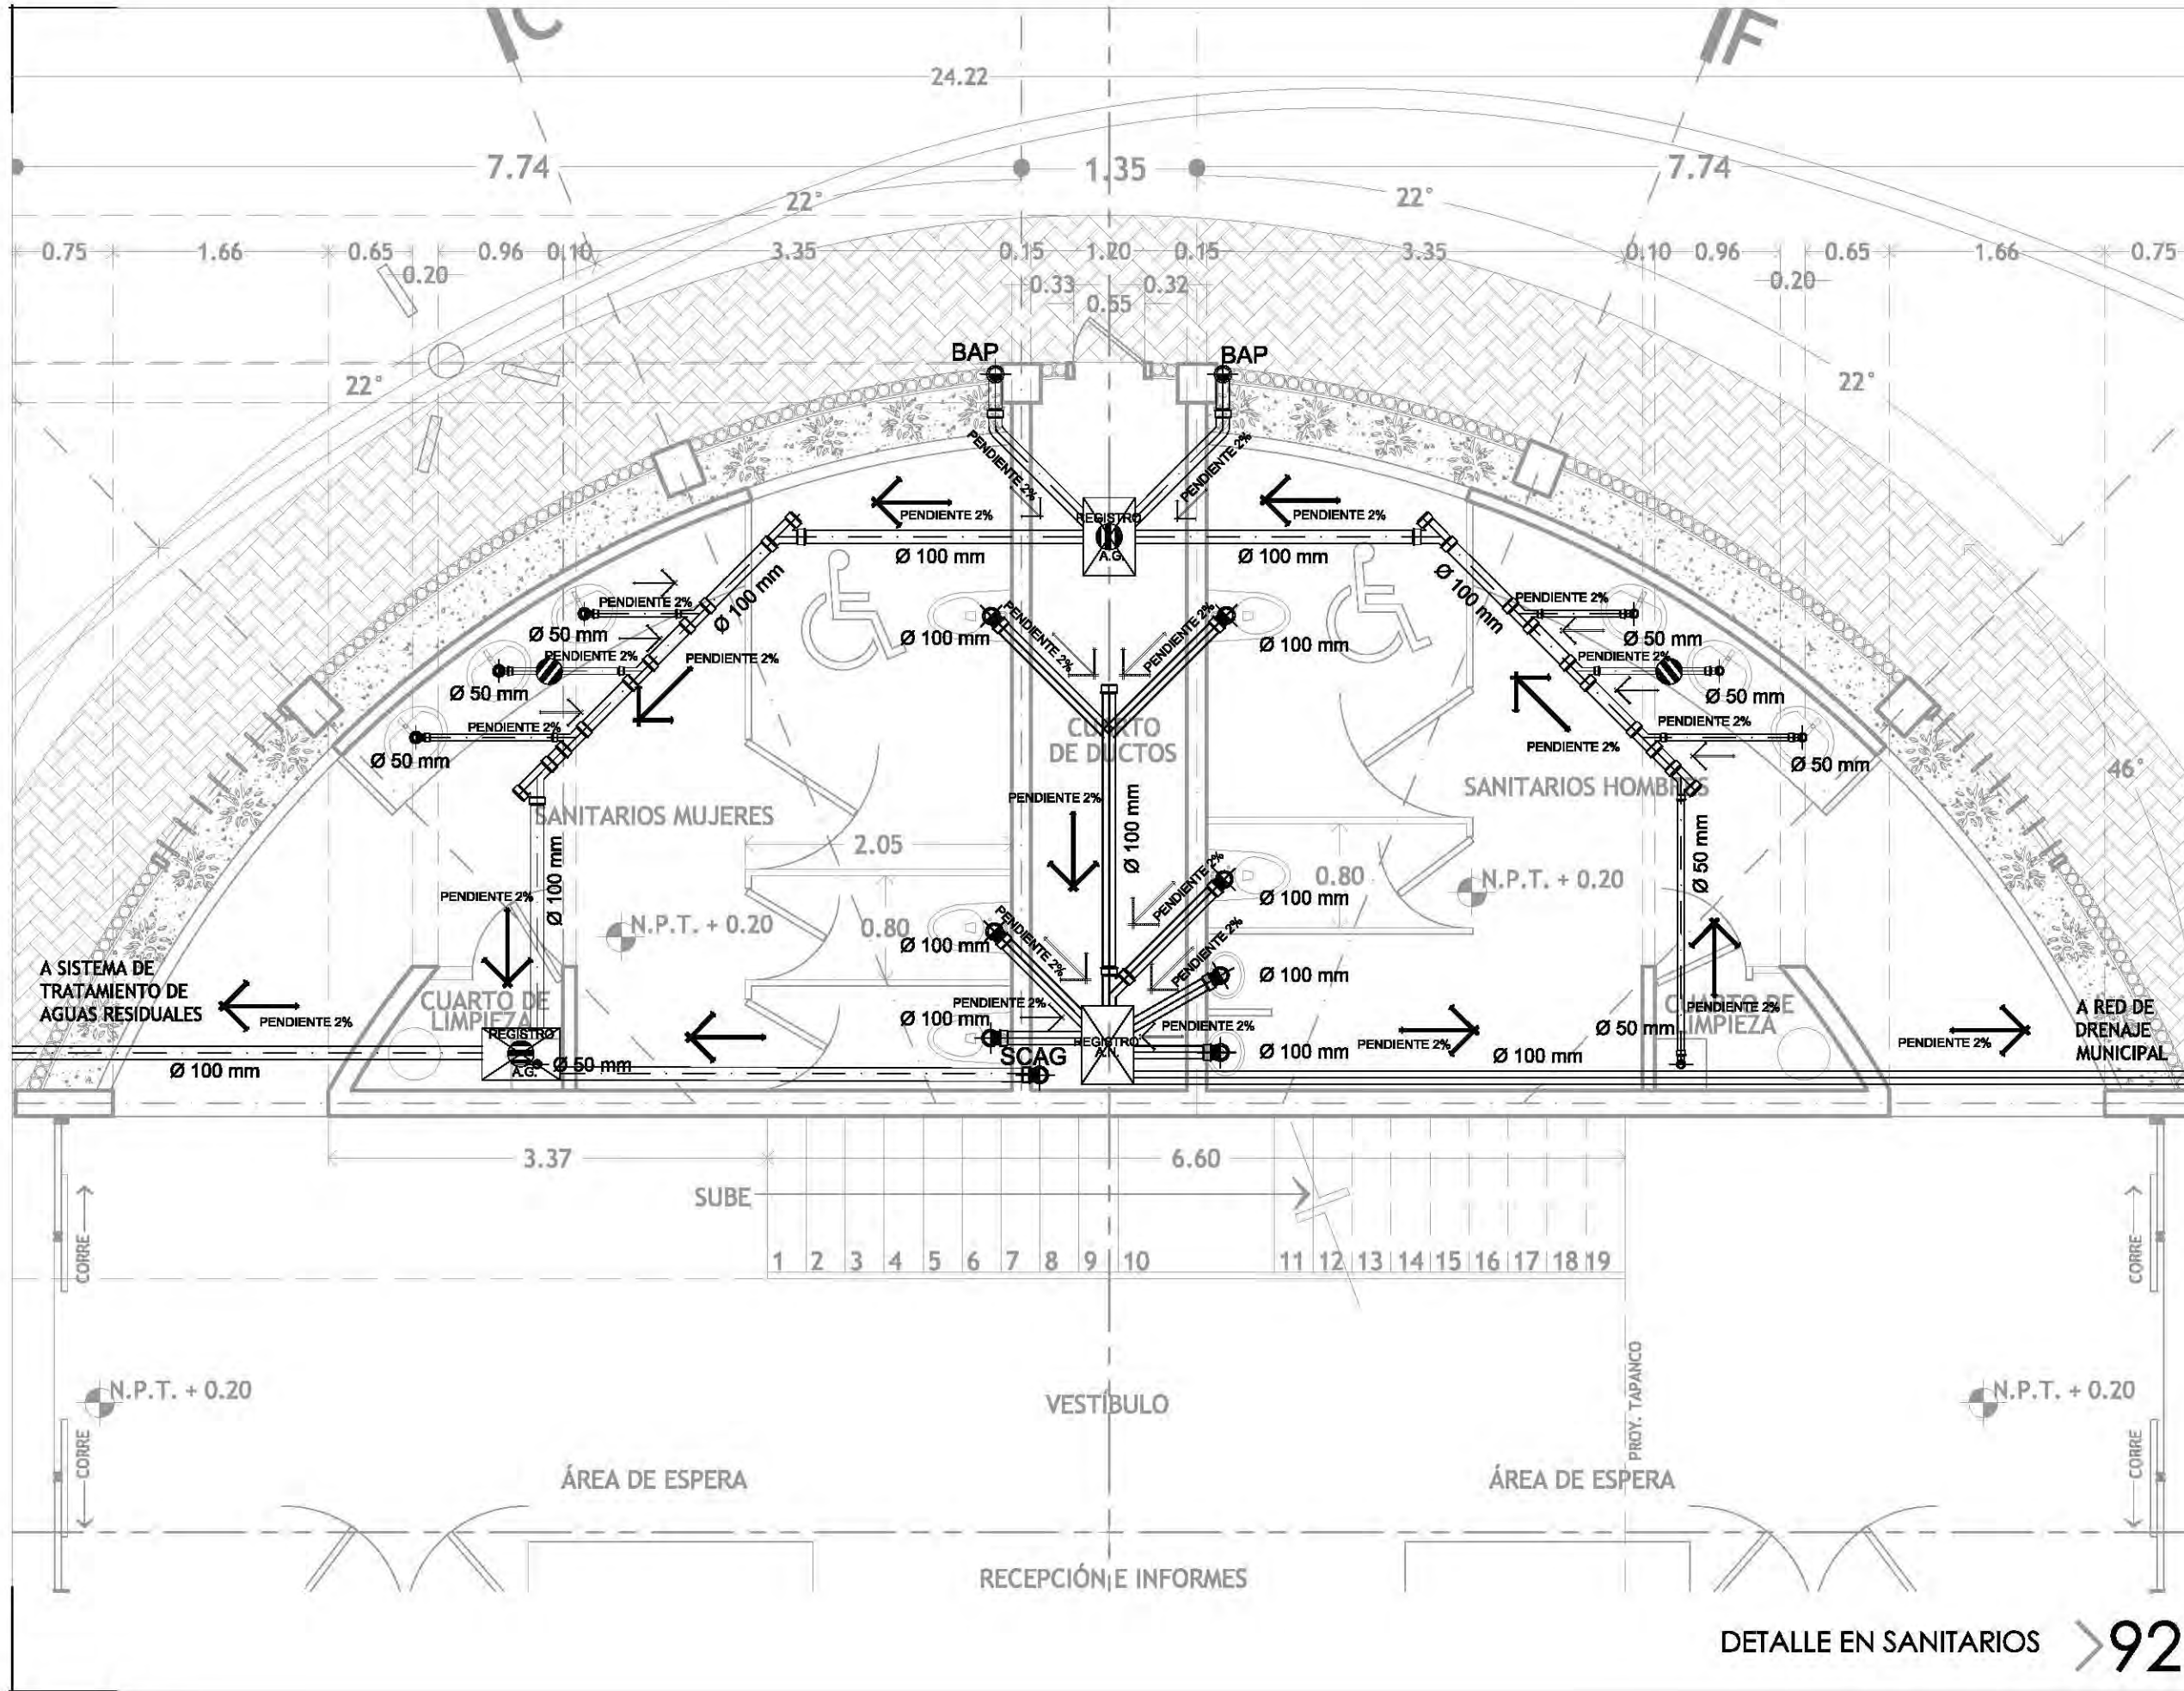 C
F
24.22
7.74
1.35
7.74
22°
22°
0.75
1.66
0.65
0.96
0.10
3.35
0.15
1.20
0.15
3.35
0.10
0.96
0.65
1.66
0.75
0.20
0.33
0.32
0.20
0.55
BAP
BAP
22°
22°
PENDIENTE 2%
PENDIENTE 2%
PENDIENTE 2%
REGISTRO
A.G.
PENDIENTE 2%
Ø 100 mm
Ø 100 mm
Ø 100 mm
Ø 100 mm
PENDIENTE 2%
PENDIENTE 2%
PENDIENTE 2%
PENDIENTE 2%
Ø 50 mm
Ø 100 mm
Ø 100 mm
Ø 50 mm
PENDIENTE 2%
PENDIENTE 2%
PENDIENTE 2%
Ø 50 mm
Ø 50 mm
PENDIENTE 2%
CUARTO
DE DUCTOS
PENDIENTE 2%
PENDIENTE 2%
Ø 50 mm
Ø 50 mm
46°
SANITARIOS MUJERES
PENDIENTE 2%
Ø 100 mm
SANITARIOS HOMBRES
2.05
Ø 100 mm
Ø 50 mm
PENDIENTE 2%
PENDIENTE 2%
0.80
N.P.T. + 0.20
Ø 100 mm
N.P.T. + 0.20
0.80
Ø 100 mm
PENDIENTE 2%
PENDIENTE 2%
A SISTEMA DE
TRATAMIENTO DE
AGUAS RESIDUALES
PENDIENTE 2%
Ø 100 mm
CUARTO DE
LIMPIEZA
REGISTRO
A.G.
Ø 50 mm
PENDIENTE 2%
Ø 100 mm
SCAG
REGISTRO
A.N.
Ø 100 mm
PENDIENTE 2%
Ø 100 mm
PENDIENTE 2%
Ø 100 mm
Ø 50 mm
PENDIENTE 2%
CUARTO DE
LIMPIEZA
PENDIENTE 2%
A RED DE
DRENAJE
MUNICIPAL
3.37
6.60
SUBE
1 2 3 4 5 6 7 8 9 10 11 12 13 14 15 16 17 18 19
CORRE
CORRE
N.P.T. + 0.20
VESTÍBULO
PROY. TAPANCO
N.P.T. + 0.20
CORRE
CORRE
ÁREA DE ESPERA
ÁREA DE ESPERA
RECEPCIÓN E INFORMES
DETALLE EN SANITARIOS >92